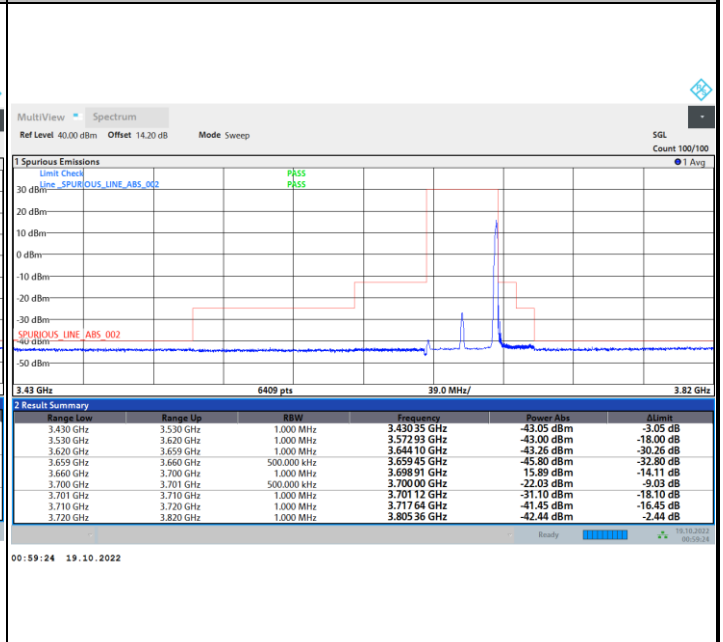 MultiView Spectrum
Ref Level 40.00 dBm Offset 14.20 dB Mode Sweep SGL
Count 100/100
1 Spurious Emissions 1 Avg
Limit Check PASS
Line _SPURIOUS_LINE_ABS_002 PASS
30 dBm
20 dBm
10 dBm
0 dBm
-10 dBm
-20 dBm
-30 dBm
SPURIOUS_LINE_ABS_002
-40 dBm
-50 dBm
3.43 GHz 6409 pts 39.0 MHz/ 3.82 GHz
2 Result Summary
Range Low Range Up RBW Frequency Power Abs ΔLimit
3.430 GHz 3.530 GHz 1.000 MHz 3.430 35 GHz -43.05 dBm -3.05 dB
3.530 GHz 3.620 GHz 1.000 MHz 3.572 93 GHz -43.00 dBm -18.00 dB
3.620 GHz 3.659 GHz 1.000 MHz 3.644 10 GHz -43.26 dBm -30.26 dB
3.659 GHz 3.660 GHz 500.000 kHz 3.659 45 GHz -45.80 dBm -32.80 dB
3.660 GHz 3.700 GHz 1.000 MHz 3.698 91 GHz 15.89 dBm -14.11 dB
3.700 GHz 3.701 GHz 500.000 kHz 3.700 00 GHz -22.03 dBm -9.03 dB
3.701 GHz 3.710 GHz 1.000 MHz 3.701 12 GHz -31.10 dBm -18.10 dB
3.710 GHz 3.720 GHz 1.000 MHz 3.717 64 GHz -41.45 dBm -16.45 dB
3.720 GHz 3.820 GHz 1.000 MHz 3.805 36 GHz -42.44 dBm -2.44 dB
Ready 19.10.2022
00:59:24
00:59:24 19.10.2022